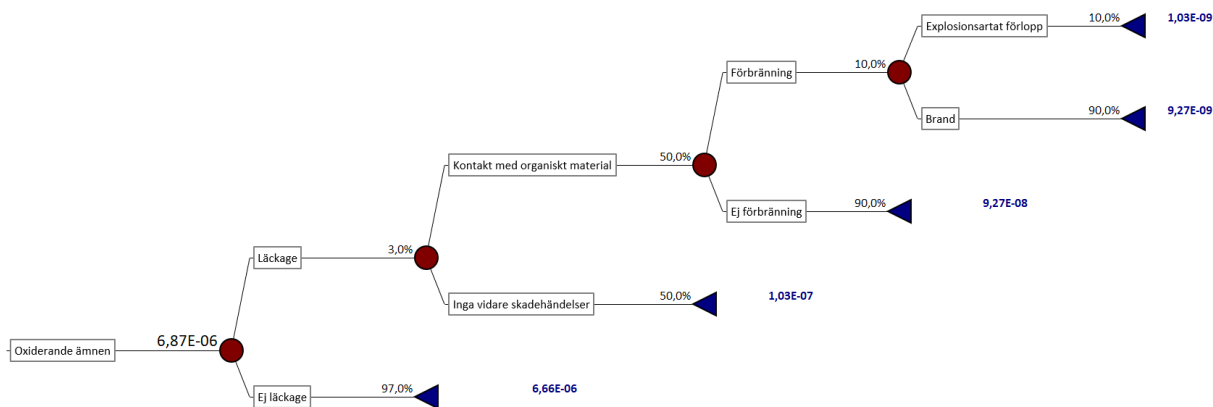 Explosionsartat förlopp 10,0% 1,03E-09
Förbränning 10,0%
Brand 90,0% 9,27E-09
Kontakt med organiskt material 50,0%
Ej förbränning 90,0% 9,27E-08
Läckage 3,0%
Inga vidare skadehändelser 50,0% 1,03E-07
Oxiderande ämnen 6,87E-06
Ej läckage 97,0% 6,66E-06